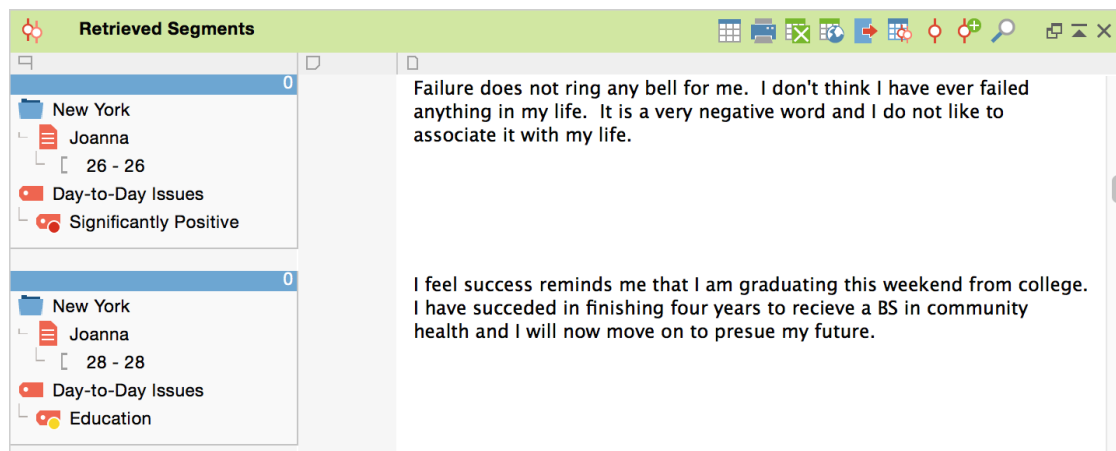 Retrieved Segments
0
New York
Joanna
26 - 26
Day-to-Day Issues
Significantly Positive
Failure does not ring any bell for me.  I don't think I have ever failed
anything in my life.  It is a very negative word and I do not like to
associate it with my life.
0
New York
Joanna
28 - 28
Day-to-Day Issues
Education
I feel success reminds me that I am graduating this weekend from college.
I have succeded in finishing four years to recieve a BS in community
health and I will now move on to presue my future.